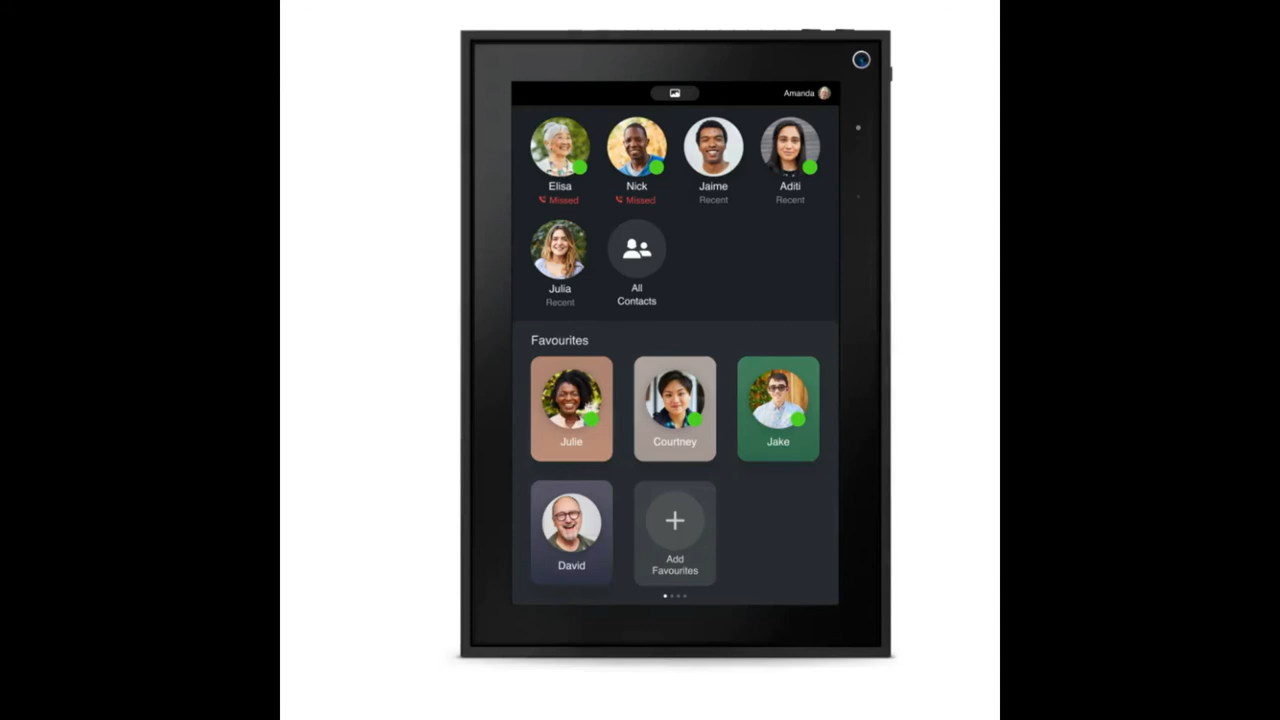 Amanda
Elisa Nick Jaime Aditi
Missed Missed Recent Recent
Julia All
Contacts
Recent
Favourites
Julie Courtney Jake
David Add
Favourites